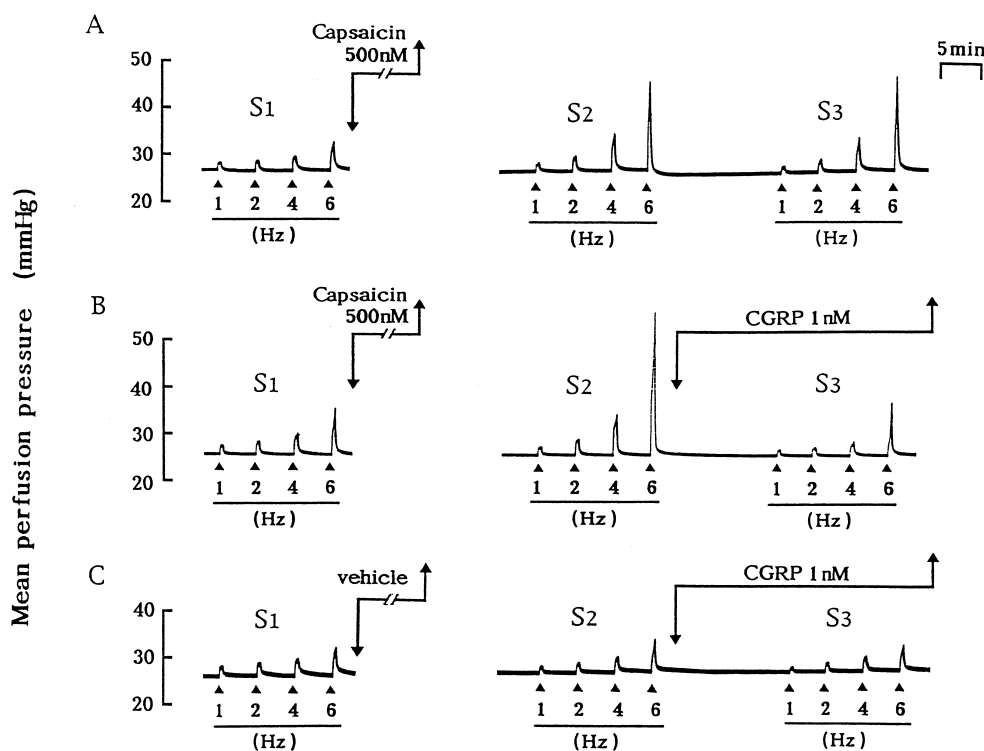 Mean perfusion pressure (mmHg)
A
Capsaicin
500nM
5min
50
40
30
20
S1
S2
S3
1 2 4 6
(Hz)
1 2 4 6
(Hz)
1 2 4 6
(Hz)
B
Capsaicin
500nM
CGRP 1nM
50
40
30
20
S1
S2
S3
1 2 4 6
(Hz)
1 2 4 6
(Hz)
1 2 4 6
(Hz)
C
vehicle
CGRP 1nM
40
30
20
S1
S2
S3
1 2 4 6
(Hz)
1 2 4 6
(Hz)
1 2 4 6
(Hz)